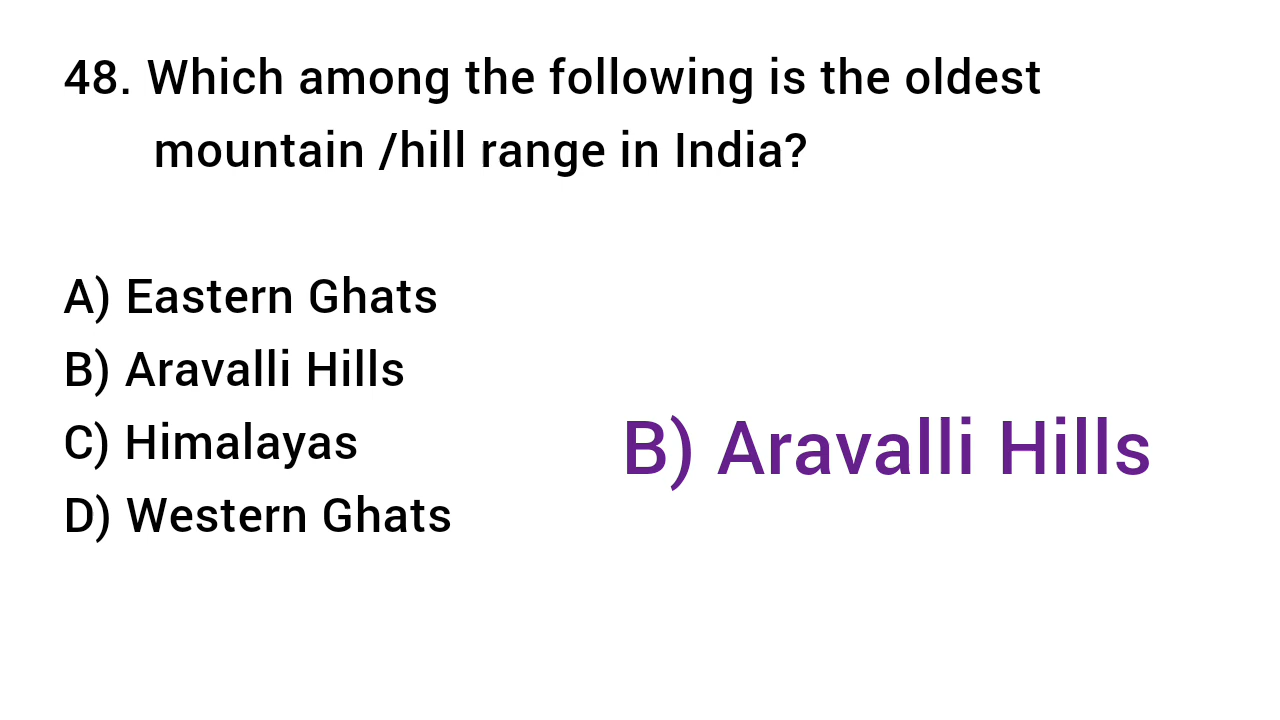 48. Which among the following is the oldest
mountain /hill range in India?
A) Eastern Ghats
B) Aravalli Hills
C) Himalayas
D) Western Ghats
B) Aravalli Hills